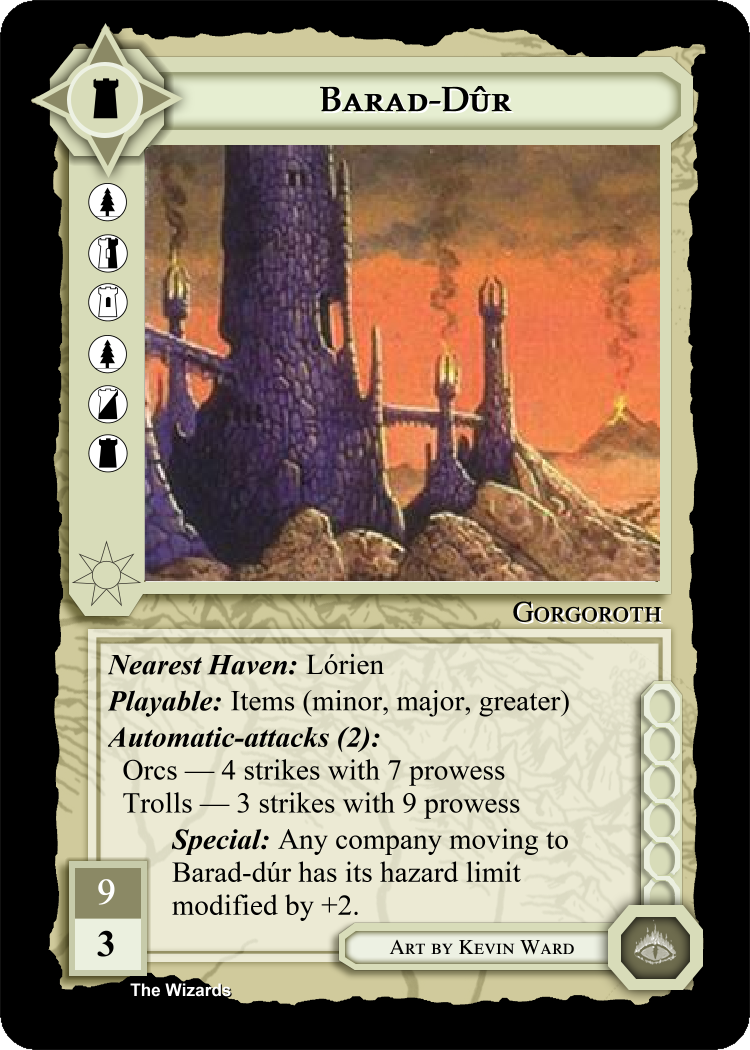 Barad-Dûr
Gorgoroth
Nearest Haven: Lórien
Playable: Items (minor, major, greater)
Automatic-attacks (2):
Orcs — 4 strikes with 7 prowess
Trolls — 3 strikes with 9 prowess
Special: Any company moving to
Barad-dúr has its hazard limit
modified by +2.
9
3
Art by Kevin Ward
The Wizards